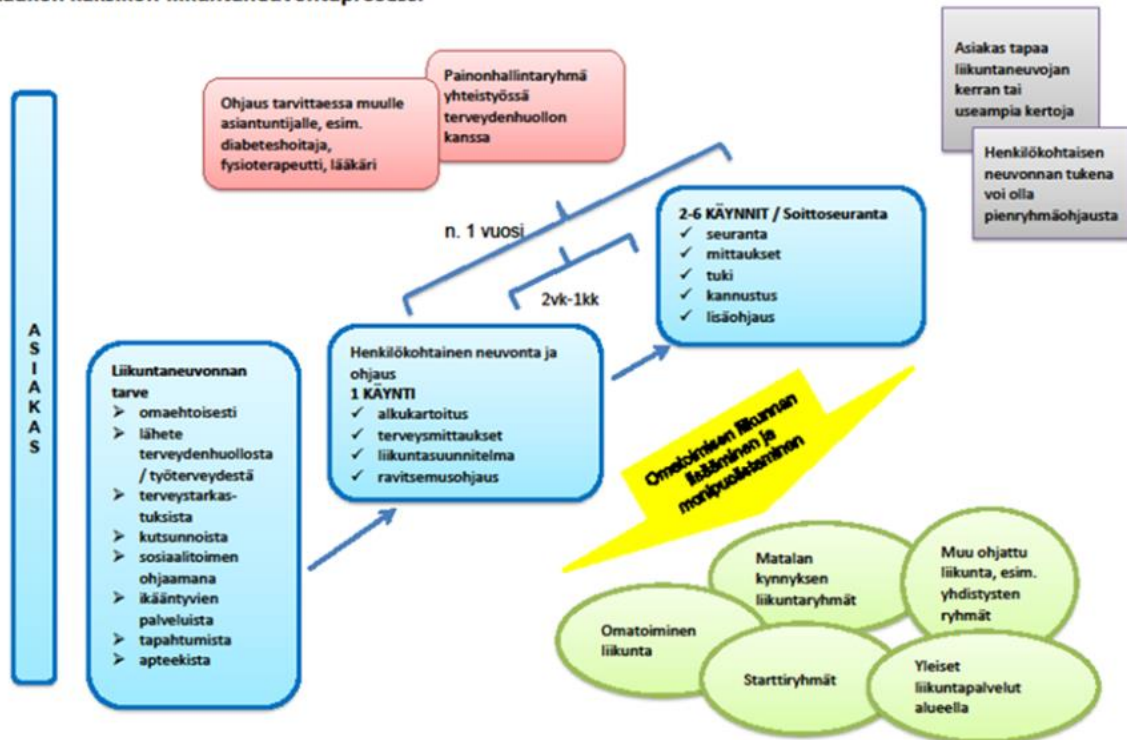 Ohjaus tarvittaessa muulle
asiantuntijalle, esim.
diabeteshoitaja,
fysioterapeutti, lääkäri
Painonhallintaryhmä
yhteistyössä
terveydenhuollon
kanssa
Asiakas tapaa
liikuntaneuvojan
kerran tai
useampia kertoja
Henkilökohtaisen
neuvonnan tukena
voi olla
pienryhmäohjausta
A
S
I
A
K
A
S
Liikuntaneuvonnan
tarve
➢ omaehtoisesti
➢ lähete
terveydenhuollosta
/ työterveydestä
➢ terveystarkas-
tuksista
➢ kutsunnoista
➢ sosiaalitoimen
ohjaamana
➢ ikääntyvien
palveluista
➢ tapahtumista
➢ apteekista
n. 1 vuosi
2vk-1kk
Henkilökohtainen neuvonta ja
ohjaus
1 KÄYNTI
✓ alkukartoitus
✓ terveysmittaukset
✓ liikuntasuunnitelma
✓ ravitsemusohjaus
2-6 KÄYNNIT / Soittoseuranta
✓ seuranta
✓ mittaukset
✓ tuki
✓ kannustus
✓ lisäohjaus
Omatoimisen liikunnan
lisääminen ja
monipuolistaminen
Matalan
kynnyksen
liikuntaryhmät
Muu ohjattu
liikunta, esim.
yhdistysten
ryhmät
Omatoiminen
liikunta
Starttiryhmät
Yleiset
liikuntapalvelut
alueella